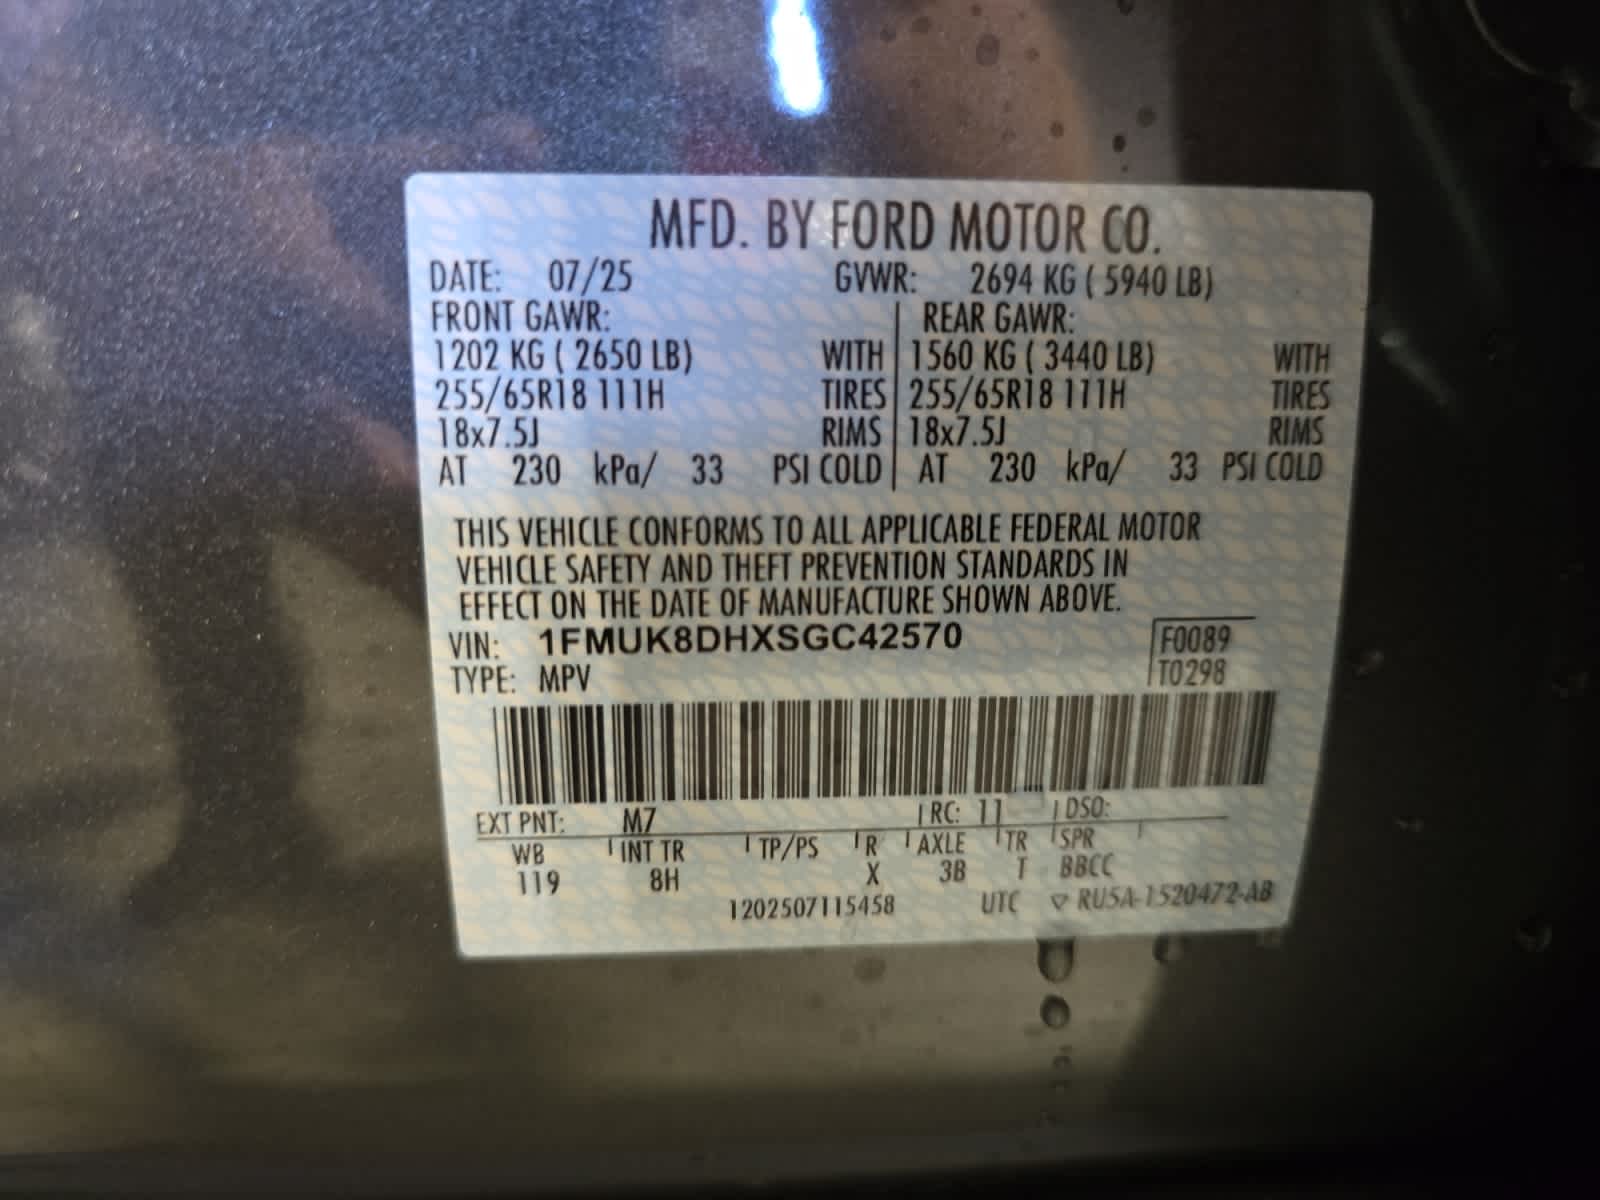 MFD. BY FORD MOTOR CO.
DATE: 07/25 GVWR: 2694 KG ( 5940 LB)
FRONT GAWR: REAR GAWR:
1202 KG ( 2650 LB) WITH 1560 KG ( 3440 LB) WITH
255/65R18 111H TIRES 255/65R18 111H TIRES
18x7.5J RIMS 18x7.5J RIMS
AT 230 kPa/ 33 PSI COLD AT 230 kPa/ 33 PSI COLD
THIS VEHICLE CONFORMS TO ALL APPLICABLE FEDERAL MOTOR
VEHICLE SAFETY AND THEFT PREVENTION STANDARDS IN
EFFECT ON THE DATE OF MANUFACTURE SHOWN ABOVE.
VIN: 1FMUK8DHXSGC42570 F0089
TYPE: MPV T0298
EXT PNT: M7 RC: 11 DSO:
WB INT TR TP/PS R AXLE TR SPR
119 8H X 3B T BBCC
1202507115458 UTC ▽ RU5A-1520472-AB